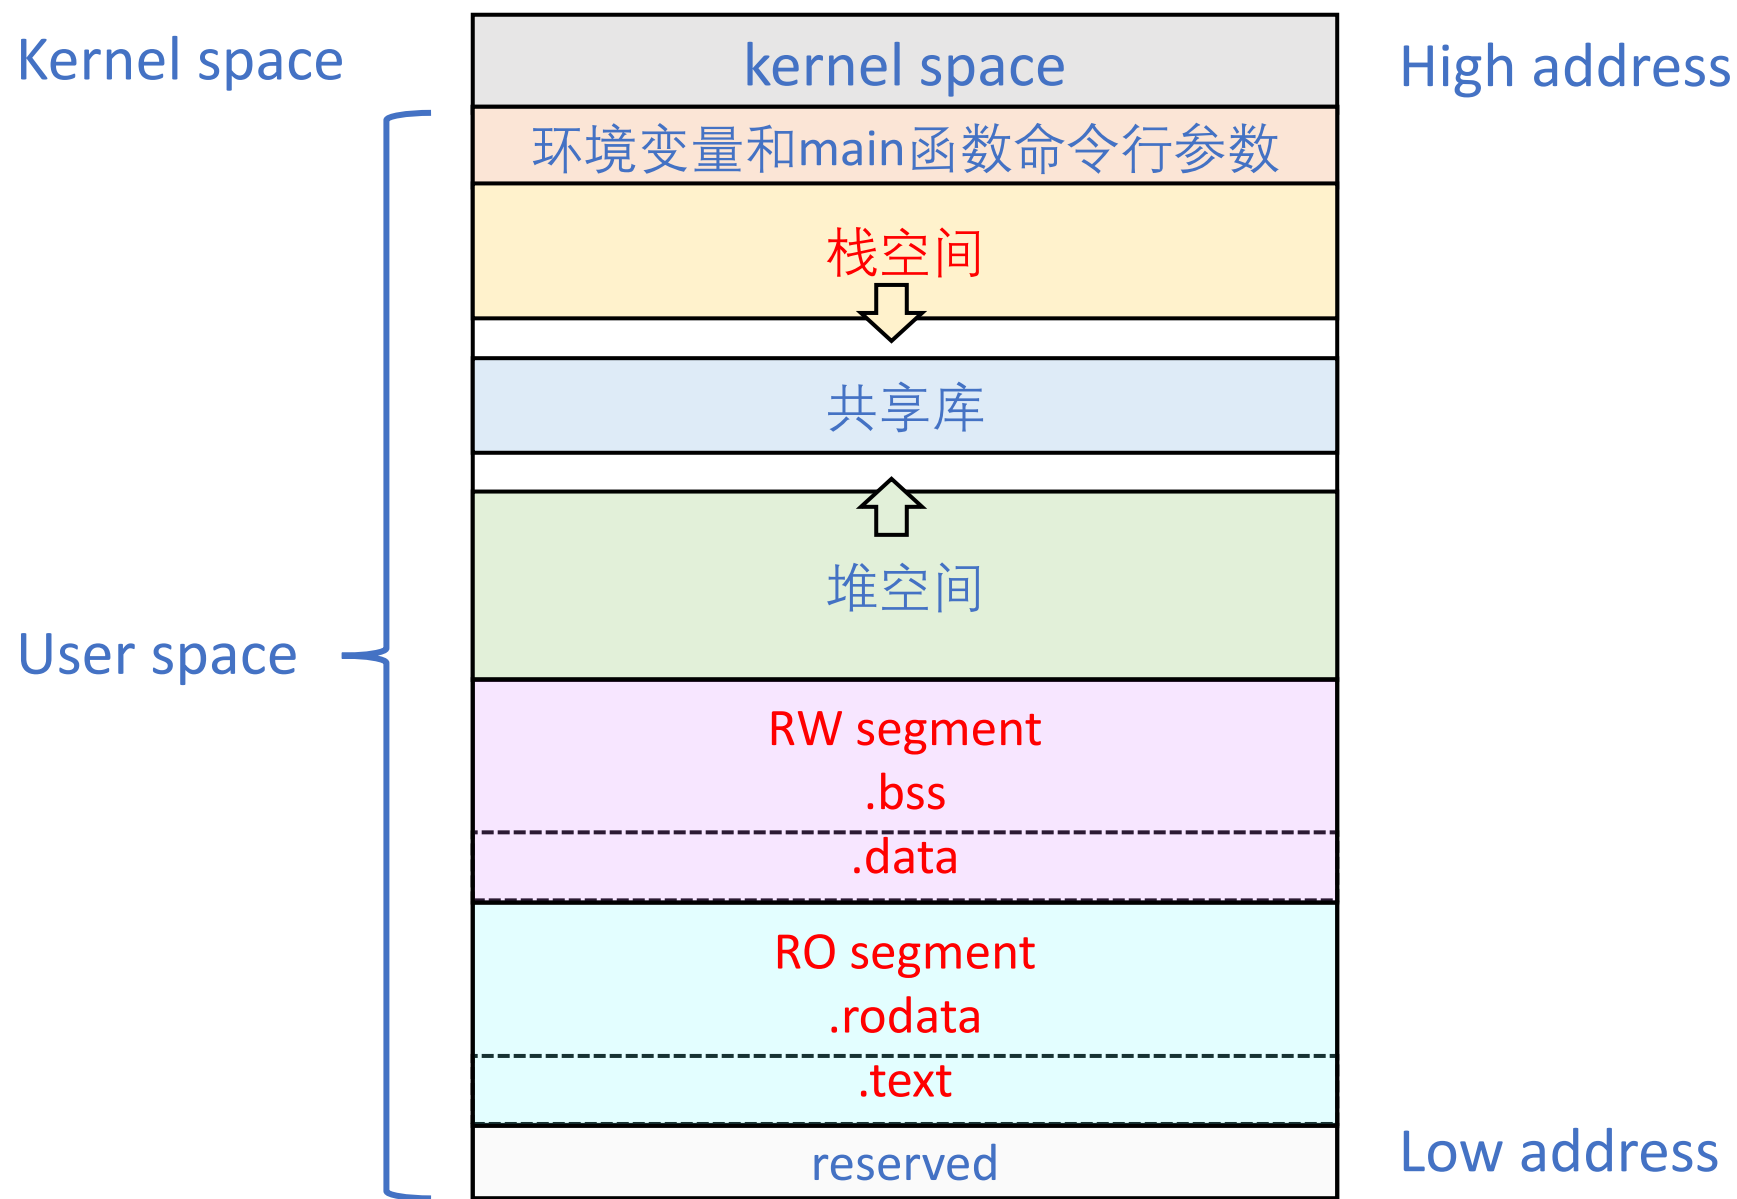 Kernel space
kernel space
High address
环境变量和main函数命令行参数
栈空间
共享库
堆空间
User space
RW segment
.bss
.data
RO segment
.rodata
.text
reserved
Low address